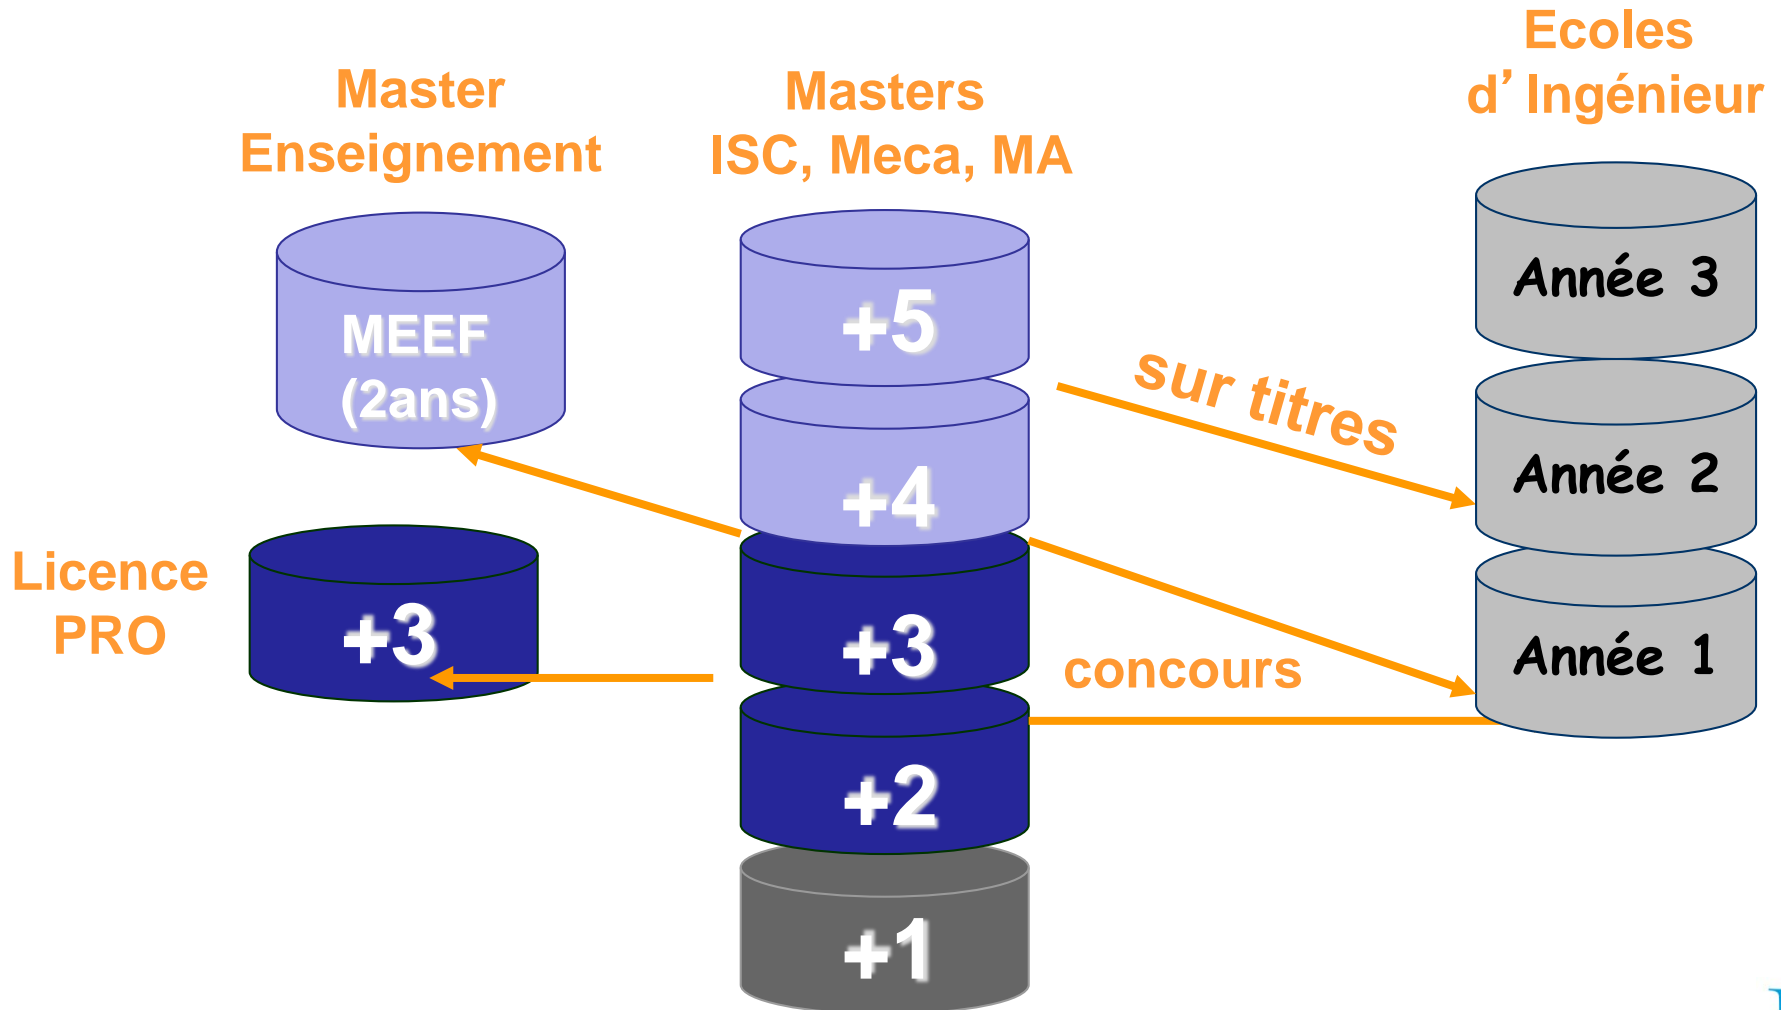 Master
Enseignement
Masters
ISC, Meca, MA
Ecoles
d’ Ingénieur
MEEF
(2ans)
+5
+4
sur titres
Année 3
Année 2
Année 1
Licence
PRO
+3
+3
concours
+2
+1